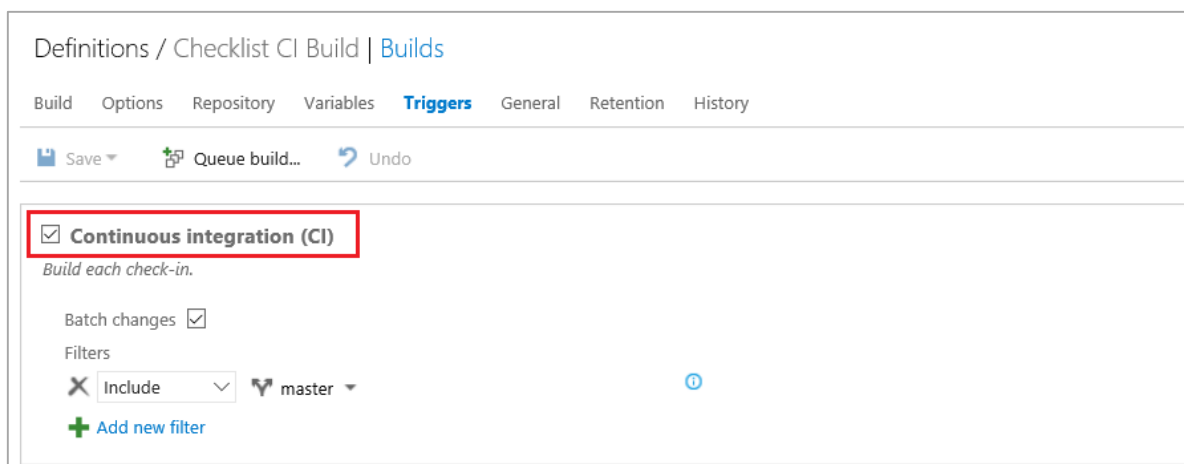 Definitions / Checklist CI Build | Builds
Build Options Repository Variables Triggers General Retention History
Save Queue build... Undo
Continuous integration (CI)
Build each check-in.
Batch changes
Filters
Include master
Add new filter